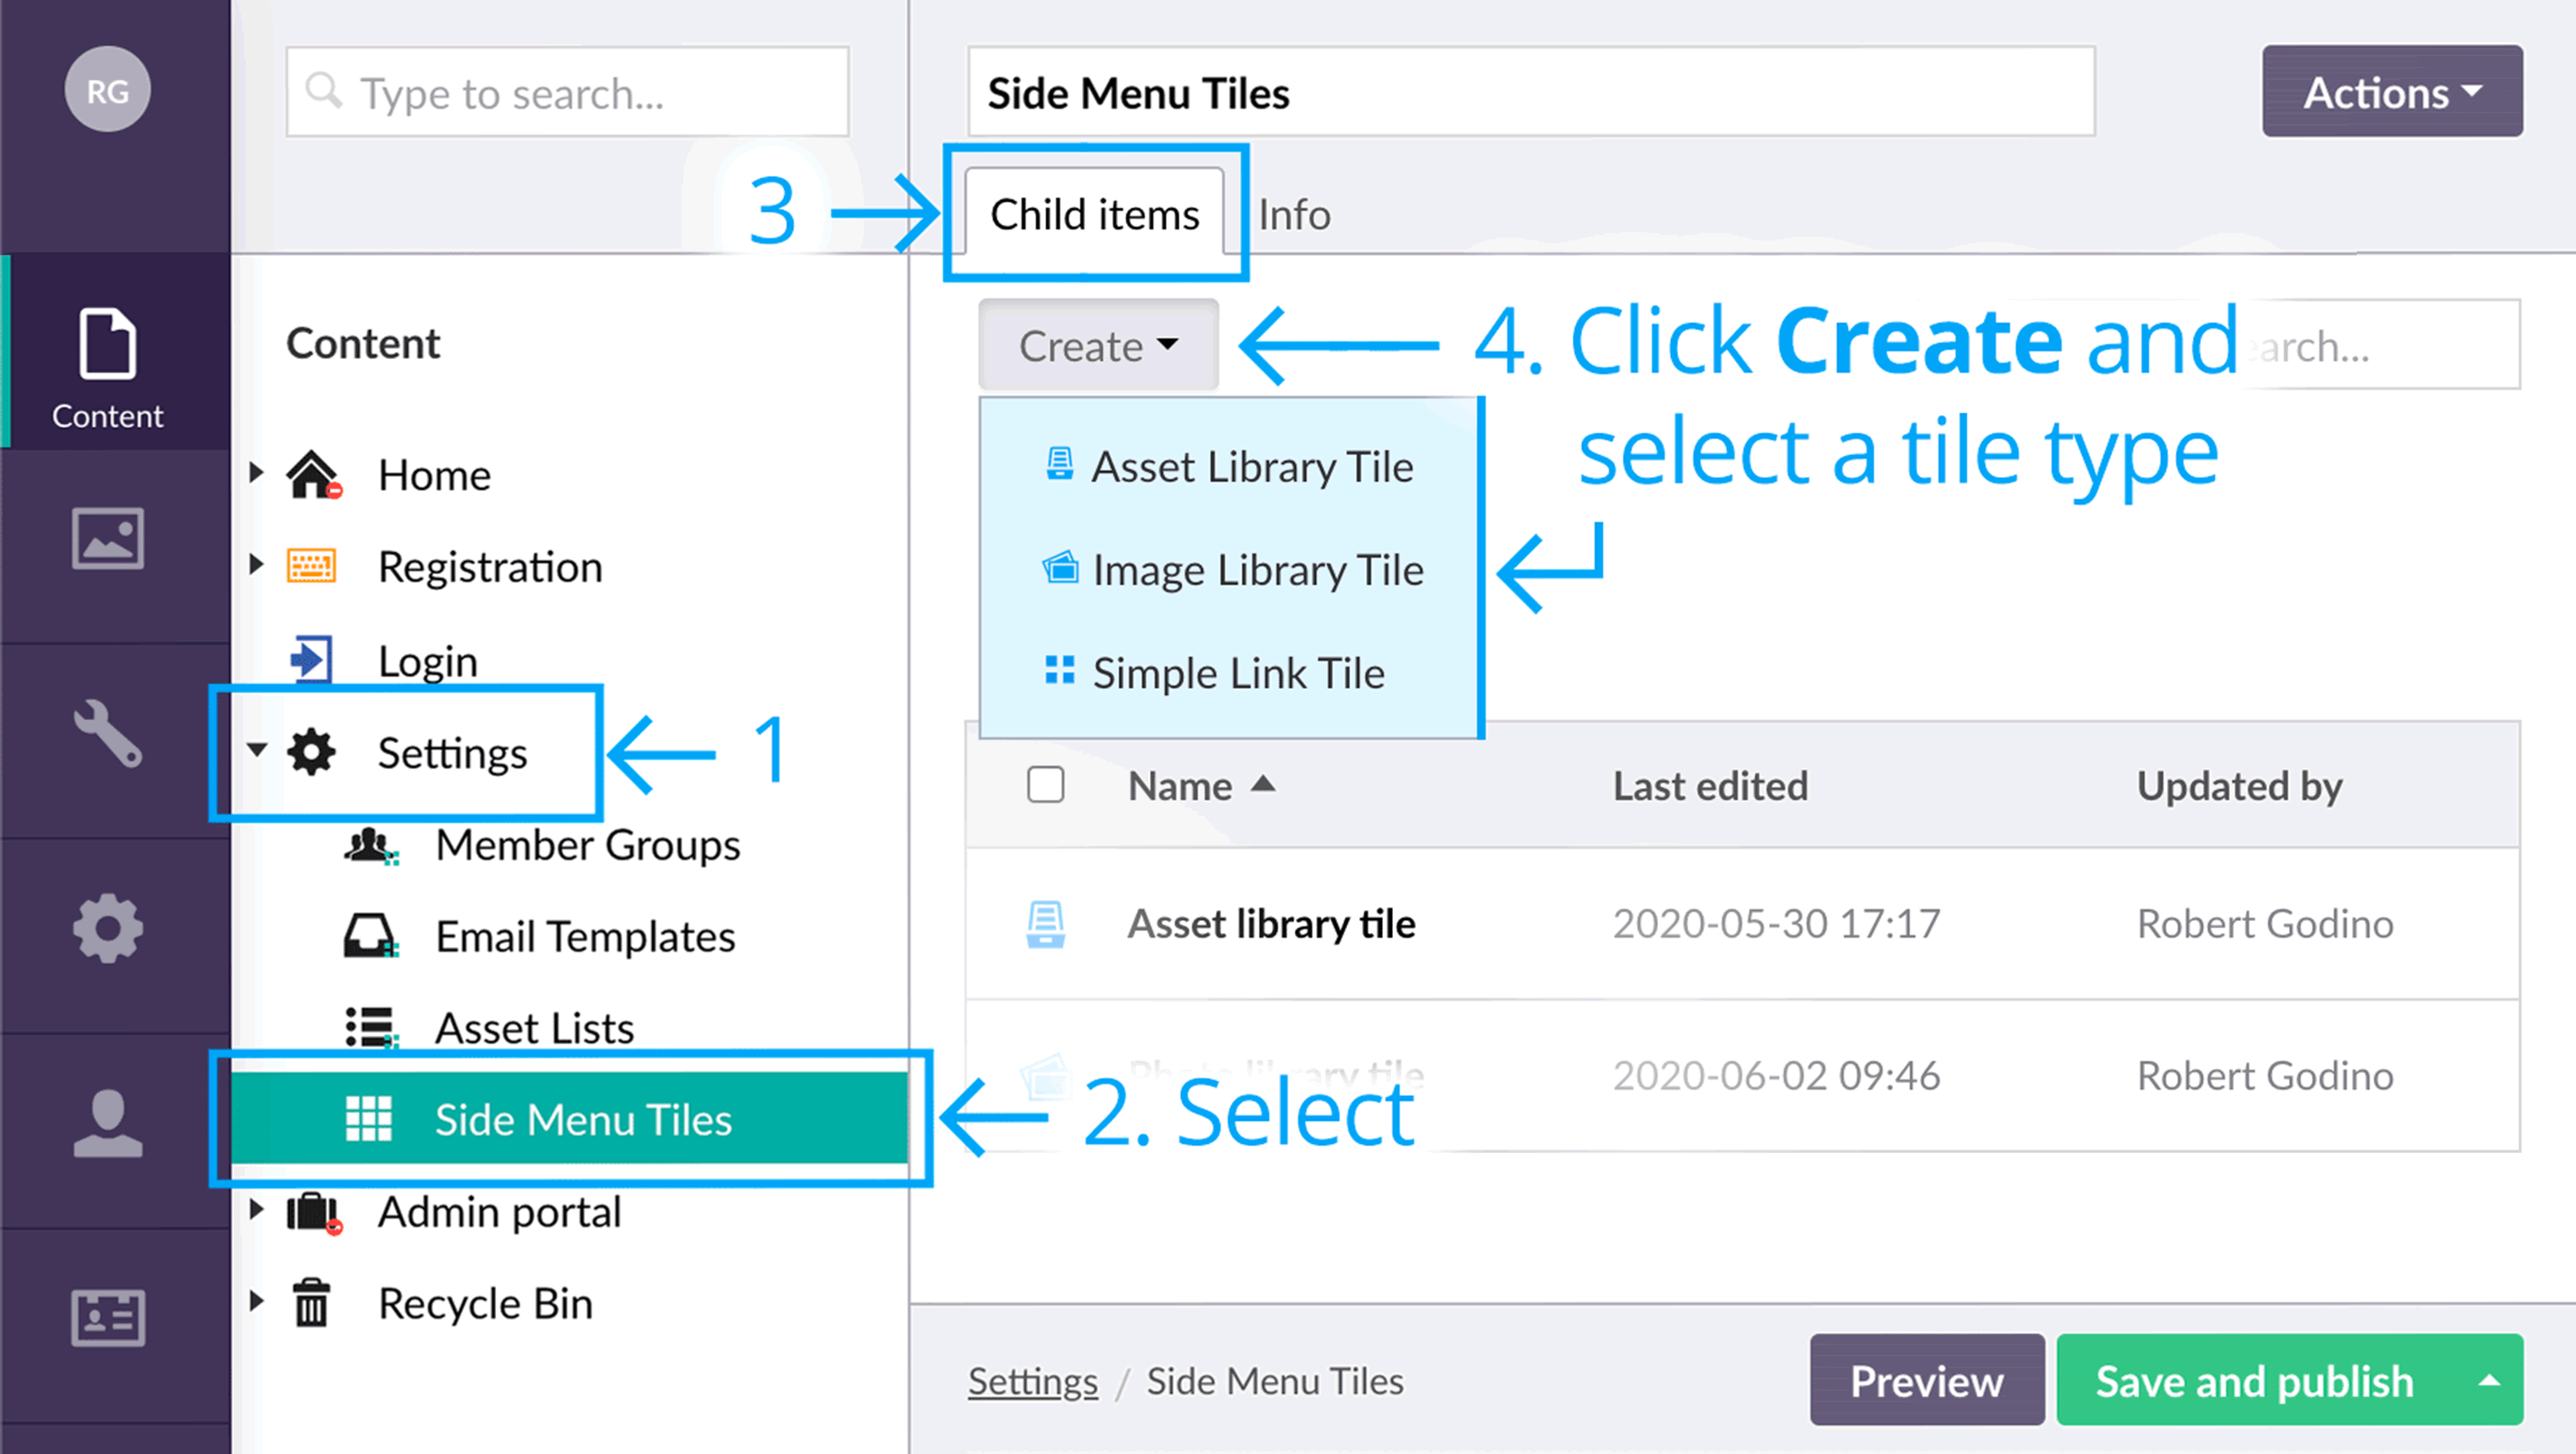 RG
Type to search...
Side Menu Tiles
Actions
3
Child items
Info
Content
Content
Create
4. Click Create and
select a tile type
arch...
Asset Library Tile
Image Library Tile
Simple Link Tile
Home
Registration
Login
Settings
1
Member Groups
Email Templates
Asset Lists
Side Menu Tiles
2. Select
Admin portal
Recycle Bin
Name
Last edited
Updated by
Asset library tile
2020-05-30 17:17
Robert Godino
Photo library tile
2020-06-02 09:46
Robert Godino
Settings / Side Menu Tiles
Preview
Save and publish